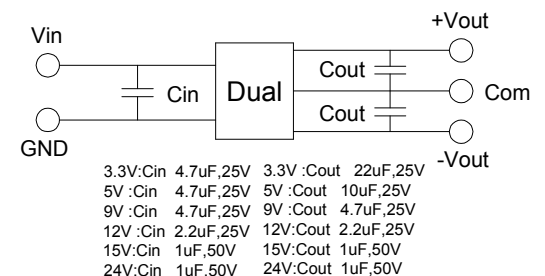 +Vout
Vin
Cout
Cin
Dual
Com
Cout
GND
-Vout
3.3V:Cin 4.7uF,25V 3.3V :Cout 22uF,25V
5V :Cin 4.7uF,25V 5V :Cout 10uF,25V
9V :Cin 4.7uF,25V 9V :Cout 4.7uF,25V
12V :Cin 2.2uF,25V 12V:Cout 2.2uF,25V
15V:Cin 1uF,50V 15V:Cout 1uF,50V
24V:Cin 1uF,50V 24V:Cout 1uF,50V